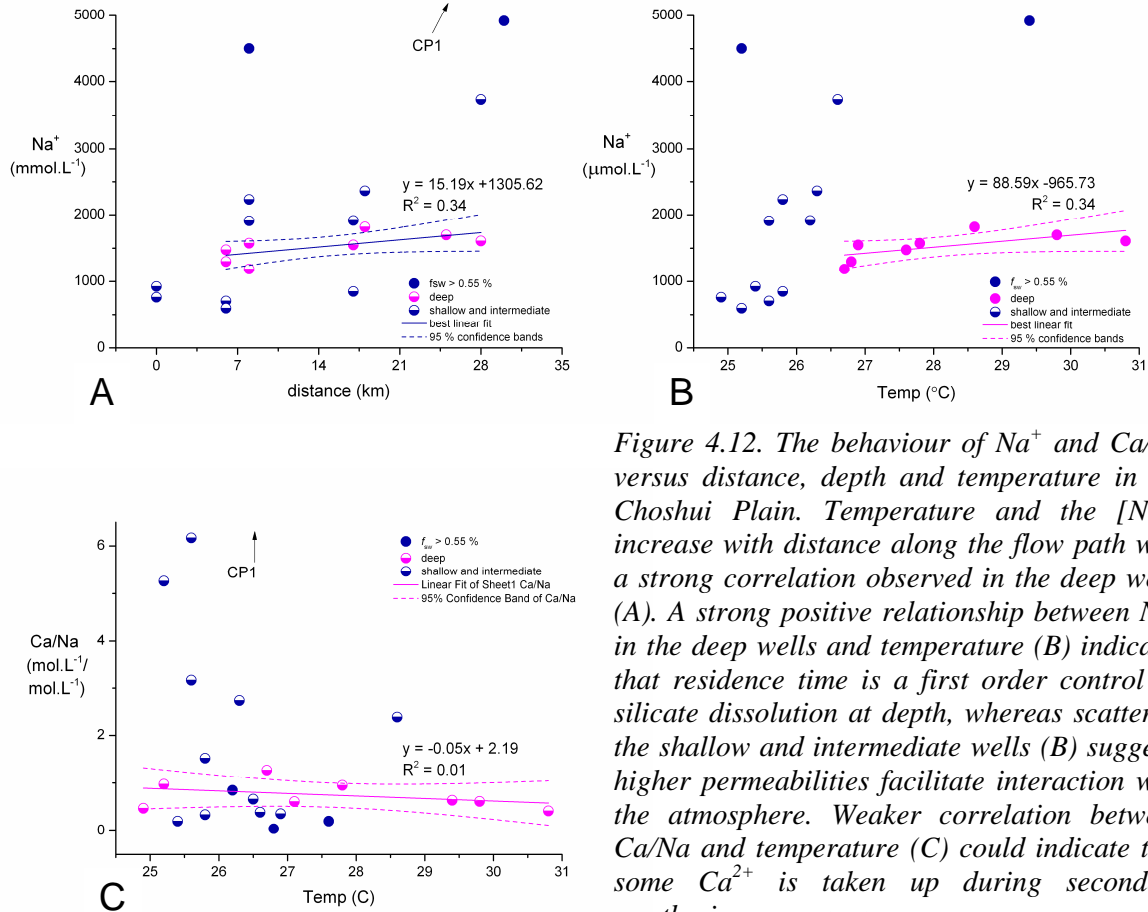 5000
4000
3000
2000
1000
0
Na+
(mmol.L-1)
CP1
y = 15.19x +1305.62
R2 = 0.34
fsw > 0.55 %
deep
shallow and intermediate
best linear fit
95 % confidence bands
0 7 14 21 28 35
distance (km)
A
5000
4000
3000
2000
1000
0
Na+
(μmol.L-1)
y = 88.59x -965.73
R2 = 0.34
fsw > 0.55 %
deep
shallow and intermediate
best linear fit
95 % confidence bands
25 26 27 28 29 30 31
Temp (°C)
B
6
4
2
0
Ca/Na
(mol.L-1/
mol.L-1)
CP1
fsw > 0.55 %
deep
shallow and intermediate
Linear Fit of Sheet1 Ca/Na
95% Confidence Band of Ca/Na
y = -0.05x + 2.19
R2 = 0.01
25 26 27 28 29 30 31
Temp (C)
C
Figure 4.12. The behaviour of Na+ and Ca/
versus distance, depth and temperature in
Choshui Plain. Temperature and the [N
increase with distance along the flow path w
a strong correlation observed in the deep we
(A). A strong positive relationship between N
in the deep wells and temperature (B) indica
that residence time is a first order control
silicate dissolution at depth, whereas scatter
the shallow and intermediate wells (B) sugge
higher permeabilities facilitate interaction w
the atmosphere. Weaker correlation betwe
Ca/Na and temperature (C) could indicate t
some Ca2+ is taken up during second